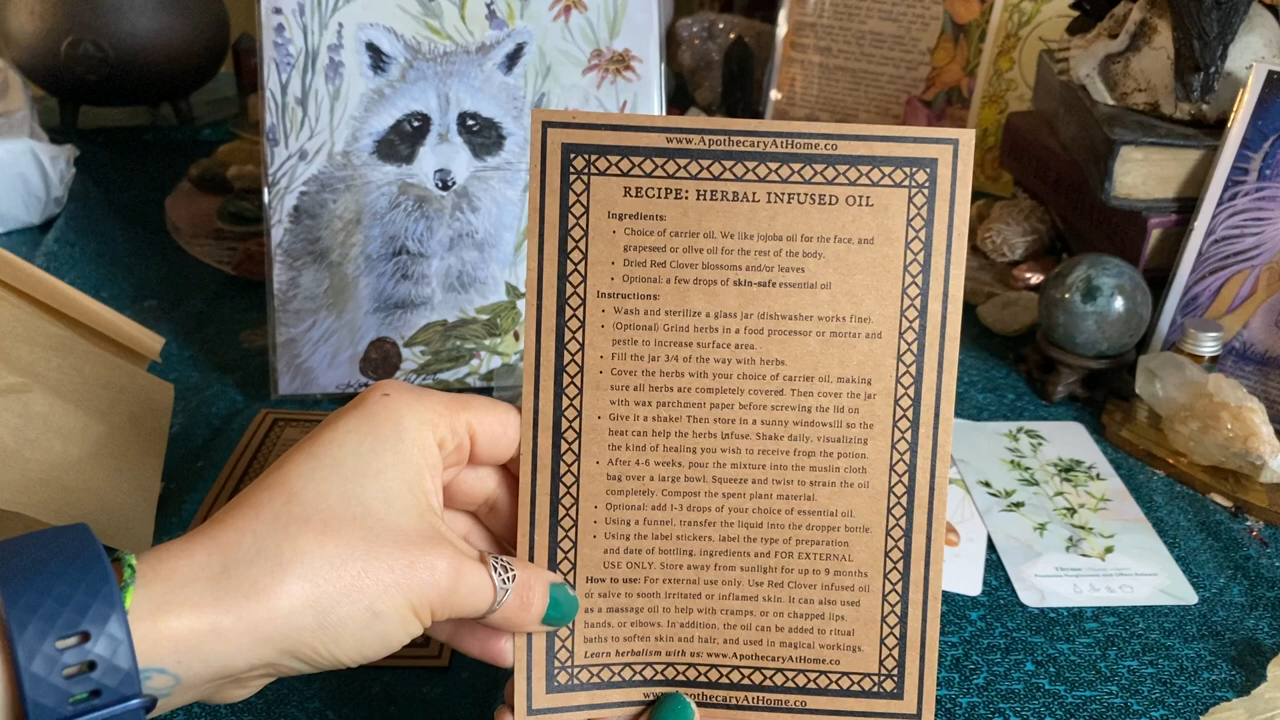 www.ApothecaryAtHome.co
RECIPE: HERBAL INFUSED OIL
Ingredients:
• Choice of carrier oil. We like jojoba oil for the face, and
grapeseed or olive oil for the rest of the body.
• Dried Red Clover blossoms and/or leaves
• Optional: a few drops of skin-safe essential oil
Instructions:
• Wash and sterilize a glass jar (dishwasher works fine).
• (Optional) Grind herbs in a food processor or mortar and
pestle to increase surface area.
• Fill the jar 3/4 of the way with herbs.
• Cover the herbs with your choice of carrier oil, making
sure all herbs are completely covered. Then cover the jar
with wax parchment paper before screwing the lid on
• Give it a shake! Then store in a sunny windowsill so the
heat can help the herbs infuse. Shake daily, visualizing
the kind of healing you wish to receive from the potion.
• After 4-6 weeks, pour the mixture into the muslin cloth
bag over a large bowl. Squeeze and twist to strain the oil
completely. Compost the spent plant material.
• Optional: add 1-3 drops of your choice of essential oil.
• Using a funnel, transfer the liquid into the dropper bottle.
• Using the label stickers, label the type of preparation
and date of bottling, ingredients and FOR EXTERNAL
USE ONLY. Store away from sunlight for up to 9 months
How to use: For external use only. Use Red Clover infused oil
or salve to sooth irritated or inflamed skin. It can also used
as a massage oil to help with cramps, or on chapped lips,
hands, or elbows. In addition, the oil can be added to ritual
baths to soften skin and hair, and used in magical workings.
Learn herbalism with us: www.ApothecaryAtHome.co
www.ApothecaryAtHome.co
Thyme
Promotes Forgiveness and Offers Release